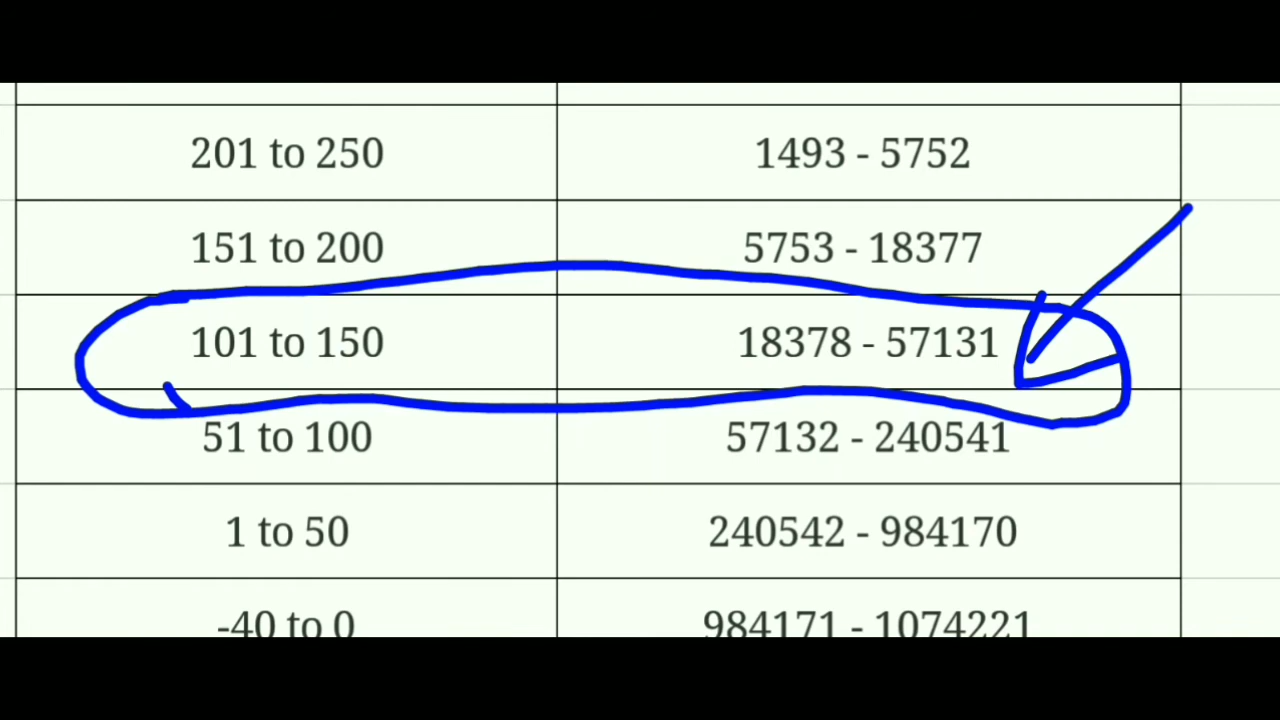 201 to 250 1493 - 5752
151 to 200 5753 - 18377
101 to 150 18378 - 57131
51 to 100 57132 - 240541
1 to 50 240542 - 984170
-40 to 0 984171 - 1074221